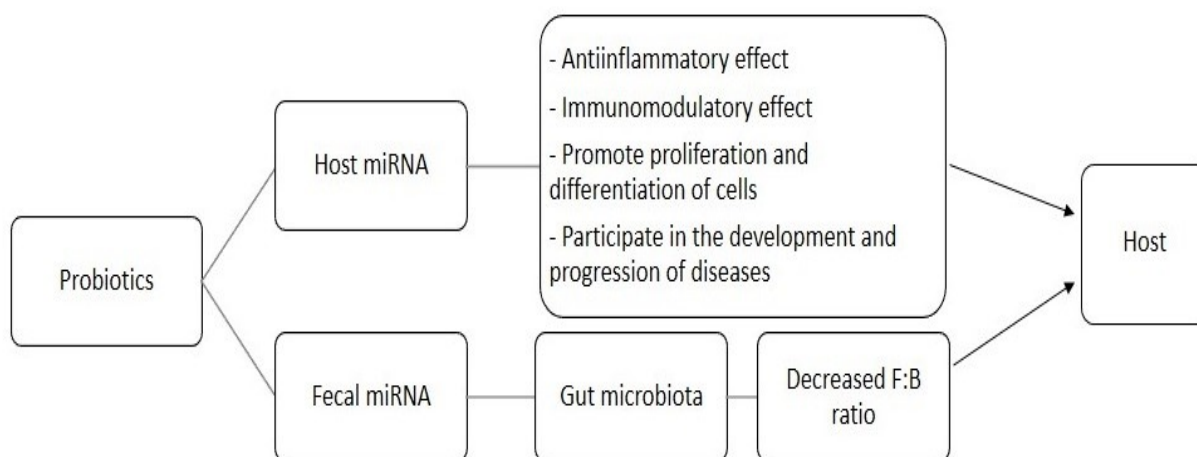 Probiotics
Host miRNA
- Antiinflammatory effect
- Immunomodulatory effect
- Promote proliferation and
differentiation of cells
- Participate in the development and
progression of diseases
Host
Fecal miRNA
Gut microbiota
Decreased F:B
ratio